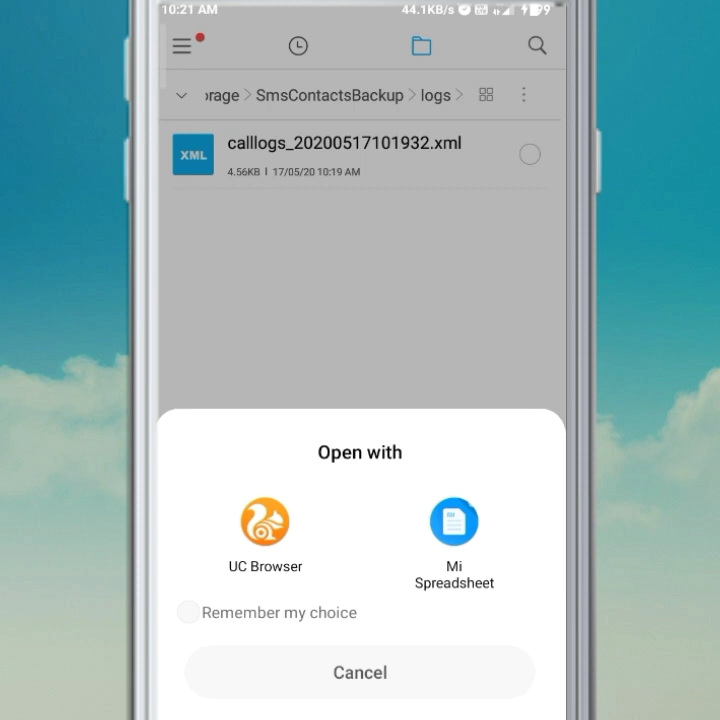 10:21 AM 44.1KB/s 99
rage > SmsContactsBackup > logs >
XML
calllogs_20200517101932.xml
4.56KB | 17/05/20 10:19 AM
Open with
UC Browser
Mi
Spreadsheet
Remember my choice
Cancel